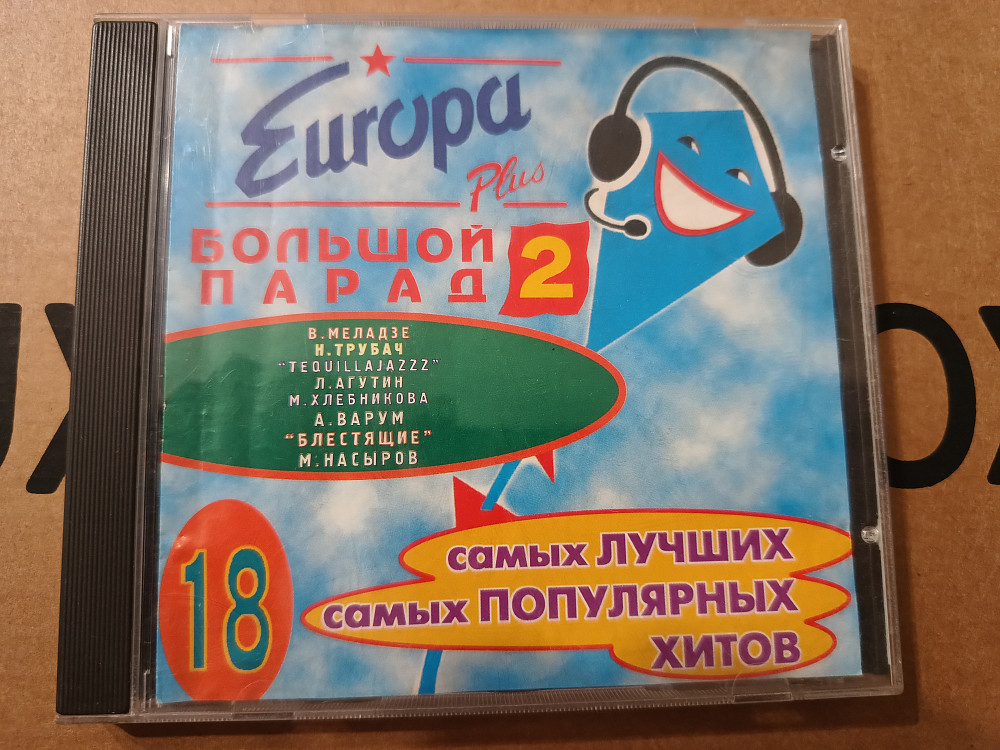 Europa
Plus
БОЛЬШОЙ
ПАРАД 2
В.МЕЛАДЗЕ
Н.ТРУБАЧ
"TEQUILLAJAZZZ"
Л.АГУТИН
М.ХЛЕБНИКОВА
А.ВАРУМ
"БЛЕСТЯЩИЕ"
М.НАСЫРОВ
18
самых ЛУЧШИХ
самых ПОПУЛЯРНЫХ
ХИТОВ